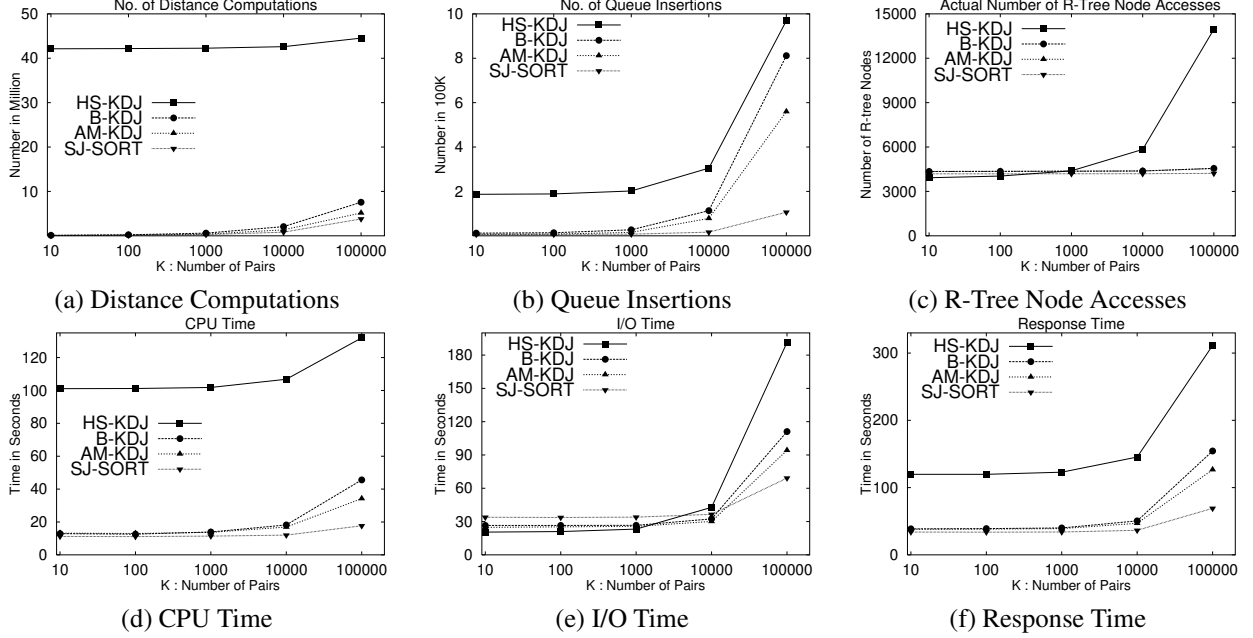 No. of Distance Computations
50
40
30
20
10
Number in Million
HS-KDJ
B-KDJ
AM-KDJ
SJ-SORT
10 100 1000 10000 100000
K : Number of Pairs
(a) Distance Computations
No. of Queue Insertions
10
8
6
4
2
Number in 100K
HS-KDJ
B-KDJ
AM-KDJ
SJ-SORT
10 100 1000 10000 100000
K : Number of Pairs
(b) Queue Insertions
Actual Number of R-Tree Node Accesses
15000
12000
9000
6000
3000
0
Number of R-tree Nodes
HS-KDJ
B-KDJ
AM-KDJ
SJ-SORT
10 100 1000 10000 100000
K : Number of Pairs
(c) R-Tree Node Accesses
CPU Time
120
100
80
60
40
20
0
Time in Seconds
HS-KDJ
B-KDJ
AM-KDJ
SJ-SORT
10 100 1000 10000 100000
K : Number of Pairs
(d) CPU Time
I/O Time
180
150
120
90
60
30
0
Time in Seconds
HS-KDJ
B-KDJ
AM-KDJ
SJ-SORT
10 100 1000 10000 100000
K : Number of Pairs
(e) I/O Time
Response Time
300
200
100
0
Time in Seconds
HS-KDJ
B-KDJ
AM-KDJ
SJ-SORT
10 100 1000 10000 100000
K : Number of Pairs
(f) Response Time